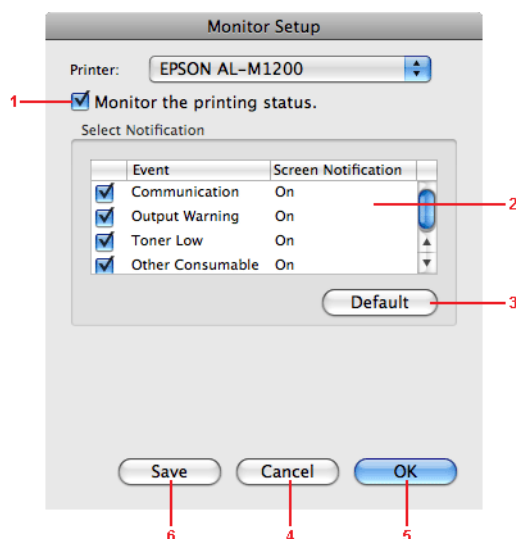 Monitor Setup
Printer: EPSON AL-M1200
1 Monitor the printing status.
Select Notification
Event Screen Notification
Communication On
2
Output Warning On
Toner Low On
Other Consumable On
Default 3
Save Cancel OK
6 4 5